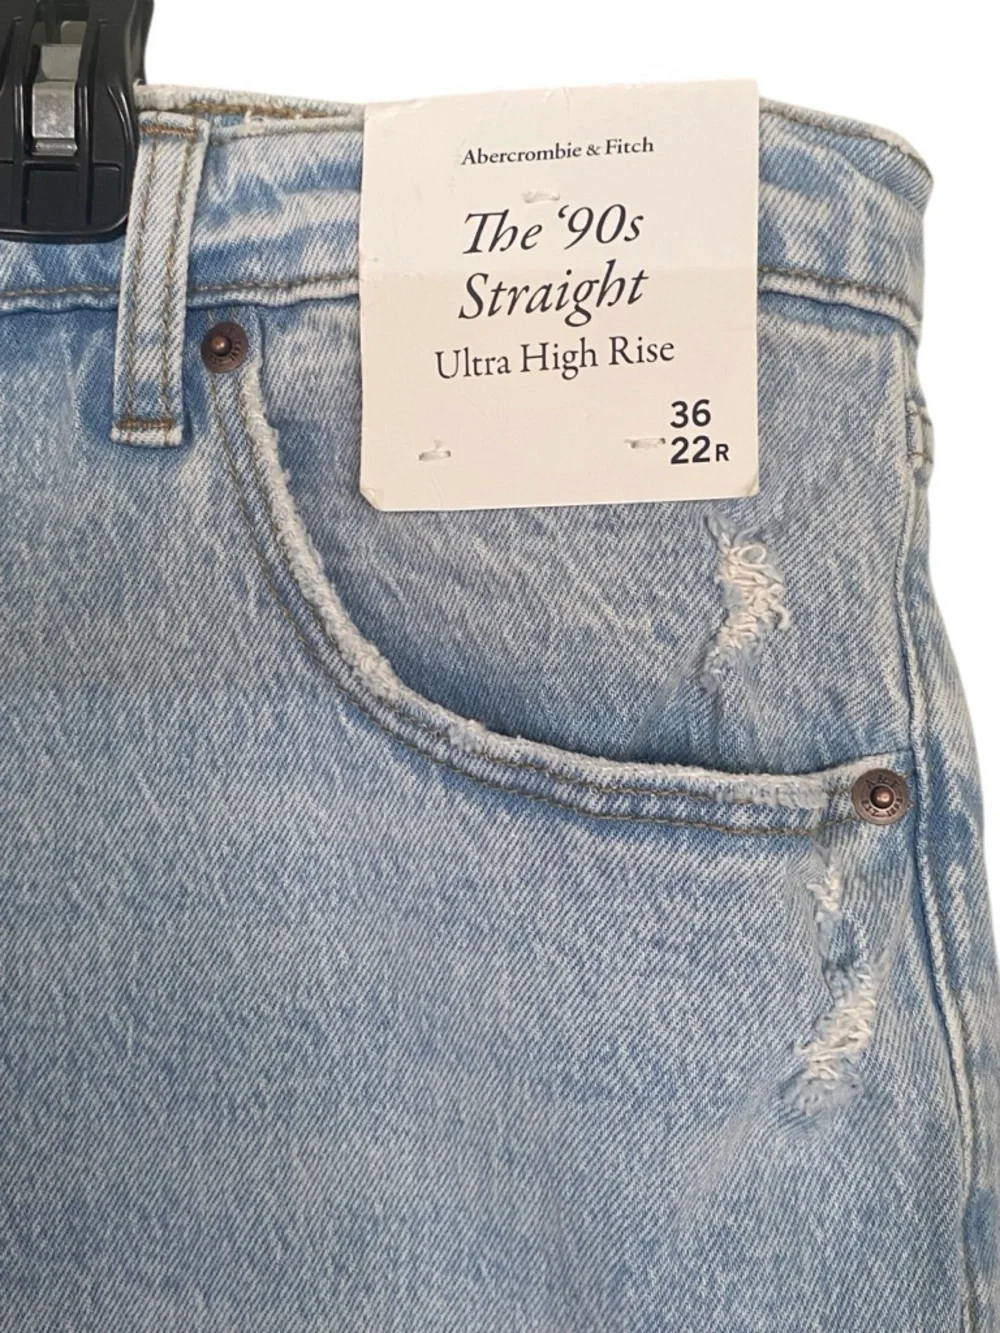 Abercrombie & Fitch
The ‘90s
Straight
Ultra High Rise
36
22R